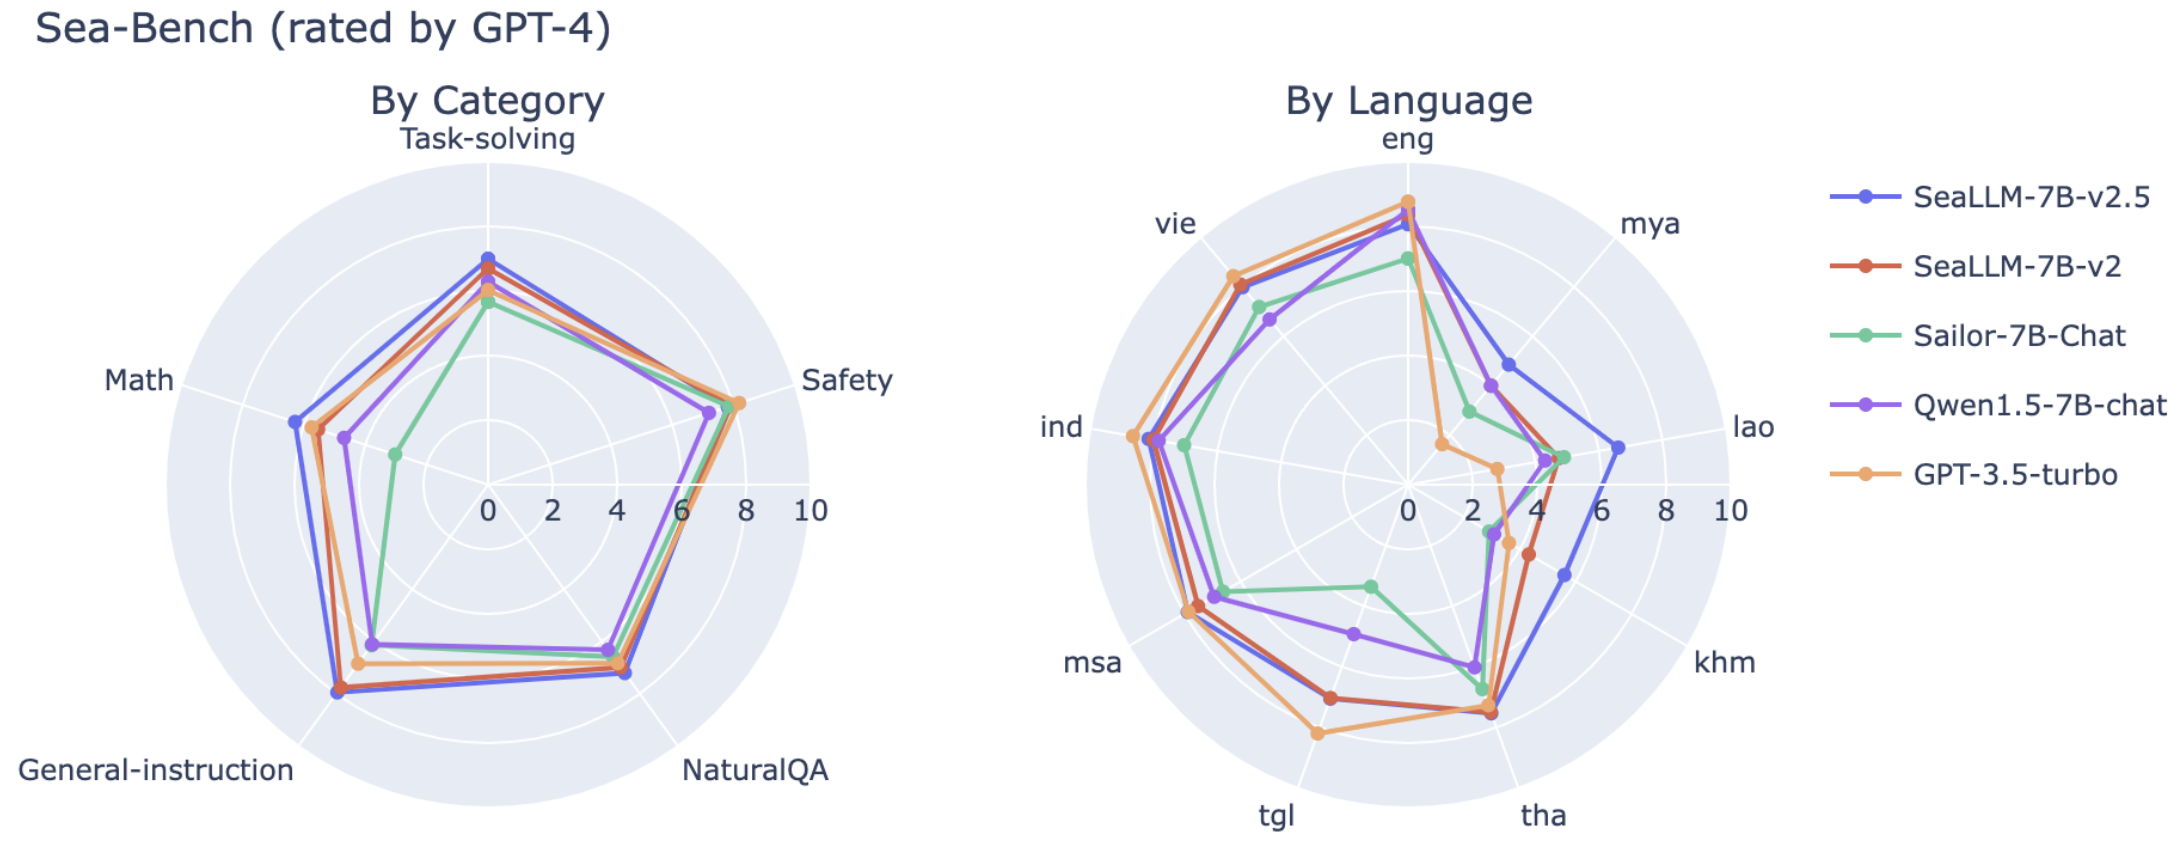 Sea-Bench (rated by GPT-4)
By Category
Task-solving
Safety
NaturalQA
General-instruction
Math
0 2 4 6 8 10
By Language
eng
mya
lao
khm
tha
tgl
msa
ind
vie
0 2 4 6 8 10
SeaLLM-7B-v2.5
SeaLLM-7B-v2
Sailor-7B-Chat
Qwen1.5-7B-chat
GPT-3.5-turbo